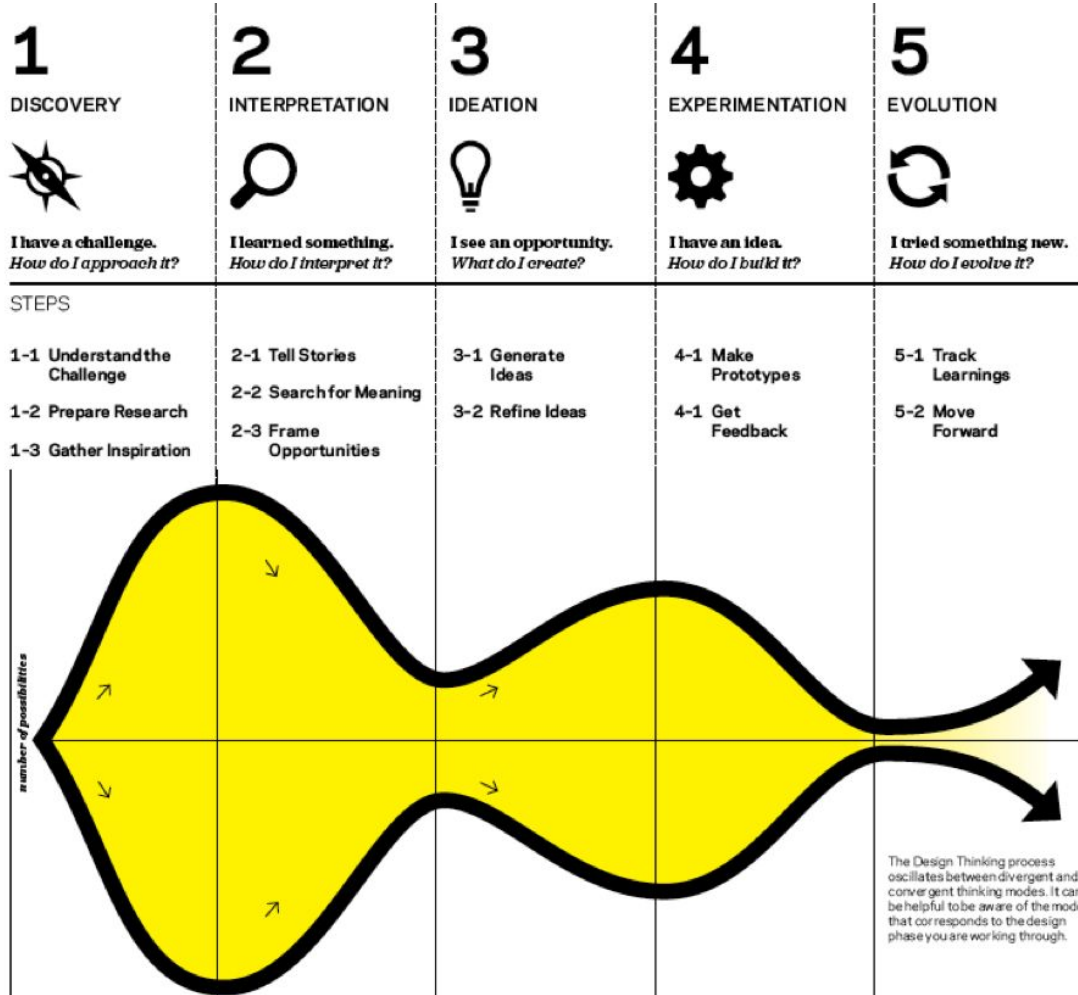 1
DISCOVERY
I have a challenge.
How do I approach it?
2
INTERPRETATION
I learned something.
How do I interpret it?
3
IDEATION
I see an opportunity.
What do I create?
4
EXPERIMENTATION
I have an idea.
How do I build it?
5
EVOLUTION
I tried something new.
How do I evolve it?
STEPS
1-1 Understand the
Challenge
1-2 Prepare Research
1-3 Gather Inspiration
2-1 Tell Stories
2-2 Search for Meaning
2-3 Frame
Opportunities
3-1 Generate
Ideas
3-2 Refine Ideas
4-1 Make
Prototypes
4-1 Get
Feedback
5-1 Track
Learnings
5-2 Move
Forward
number of possibilities
The Design Thinking process
oscillates between divergent and
convergent thinking modes. It can
be helpful to be aware of the mode
that corresponds to the design
phase you are working through.